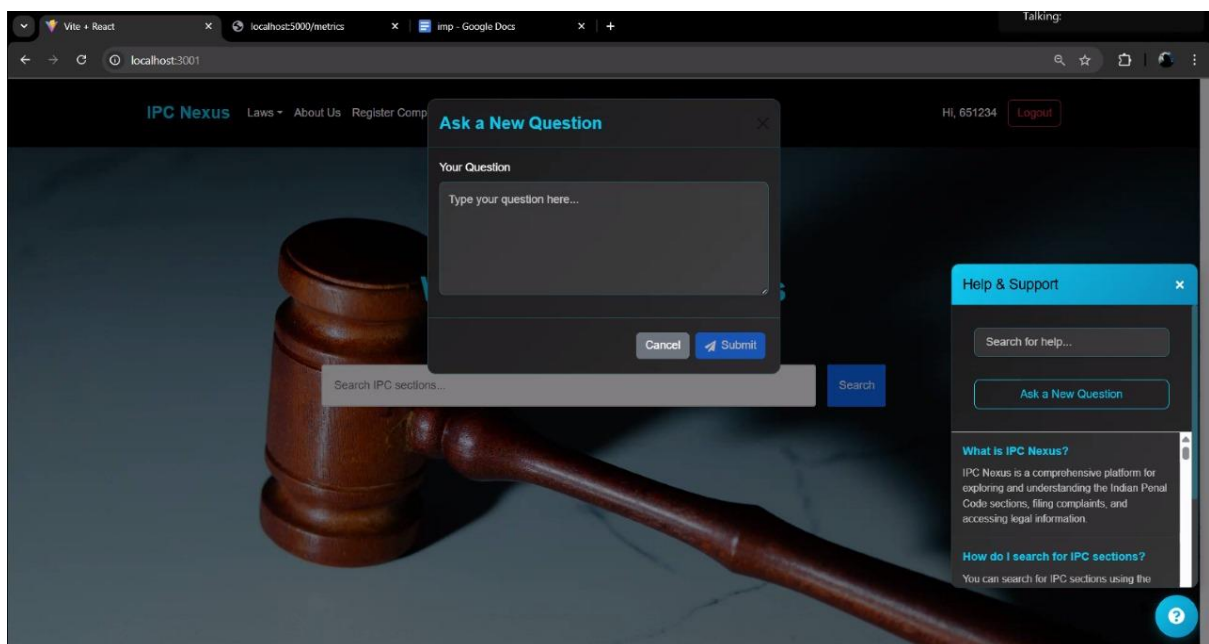 Talking:
Vite + React
localhost:5000/metrics
imp - Google Docs
localhost:3001
IPC Nexus Laws About Us Register Comp
Hi, 651234 Logout
Ask a New Question
Your Question
Type your question here...
Cancel Submit
Search IPC sections...
Search
Help & Support
Search for help...
Ask a New Question
What is IPC Nexus?
IPC Nexus is a comprehensive platform for
exploring and understanding the Indian Penal
Code sections, filing complaints, and
accessing legal information.
How do I search for IPC sections?
You can search for IPC sections using the